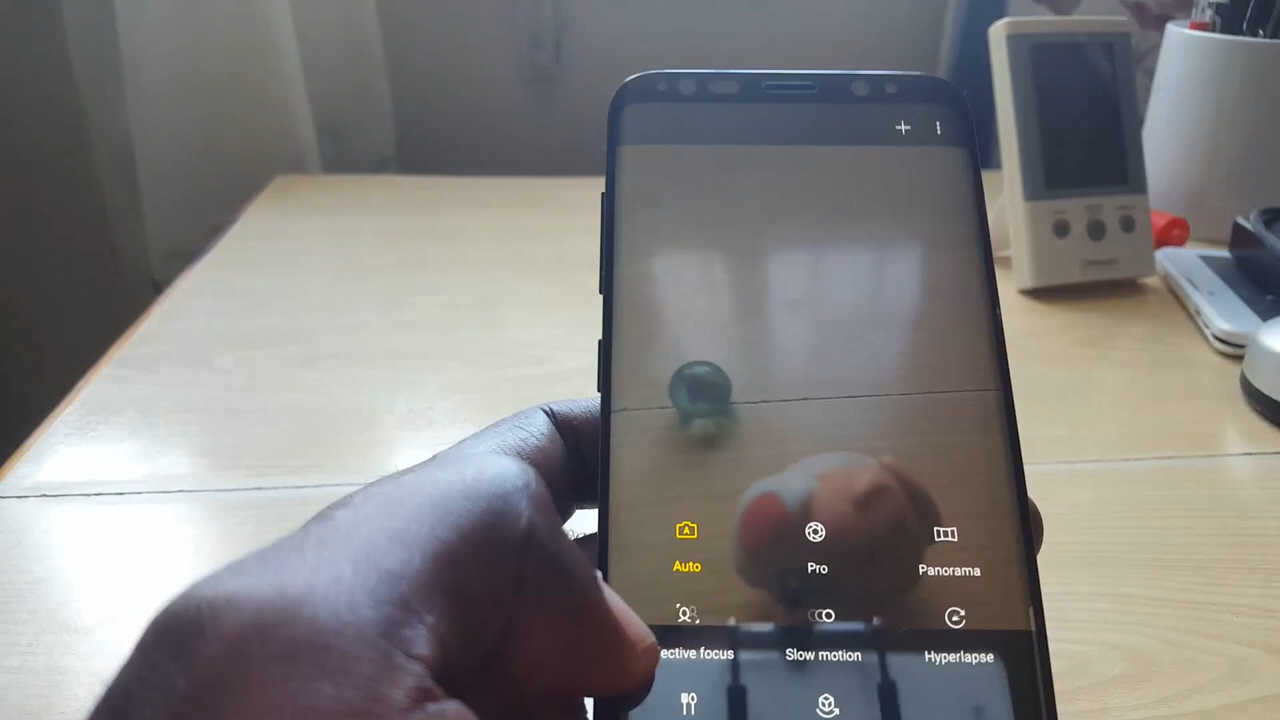 Auto
Pro
Panorama
ective focus
Slow motion
Hyperlapse